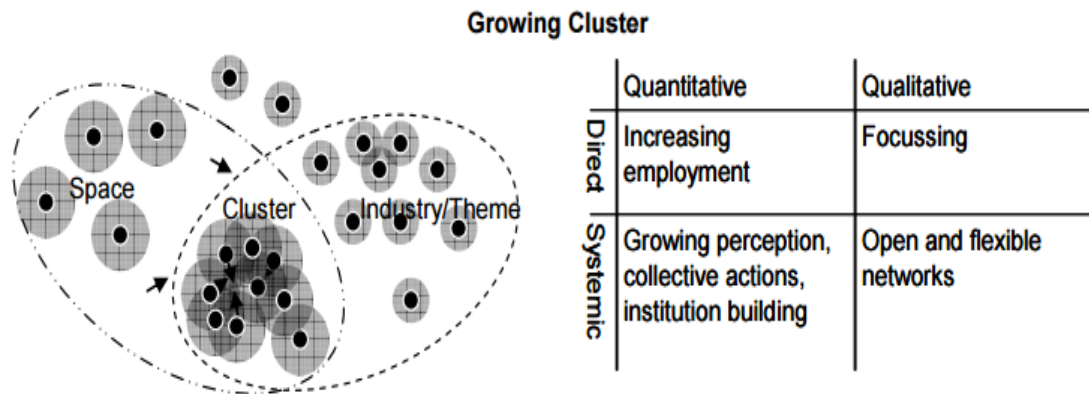 Growing Cluster
Space
Cluster
Industry/Theme
Quantitative
Qualitative
Direct
Increasing
employment
Focussing
Systemic
Growing perception,
collective actions,
institution building
Open and flexible
networks